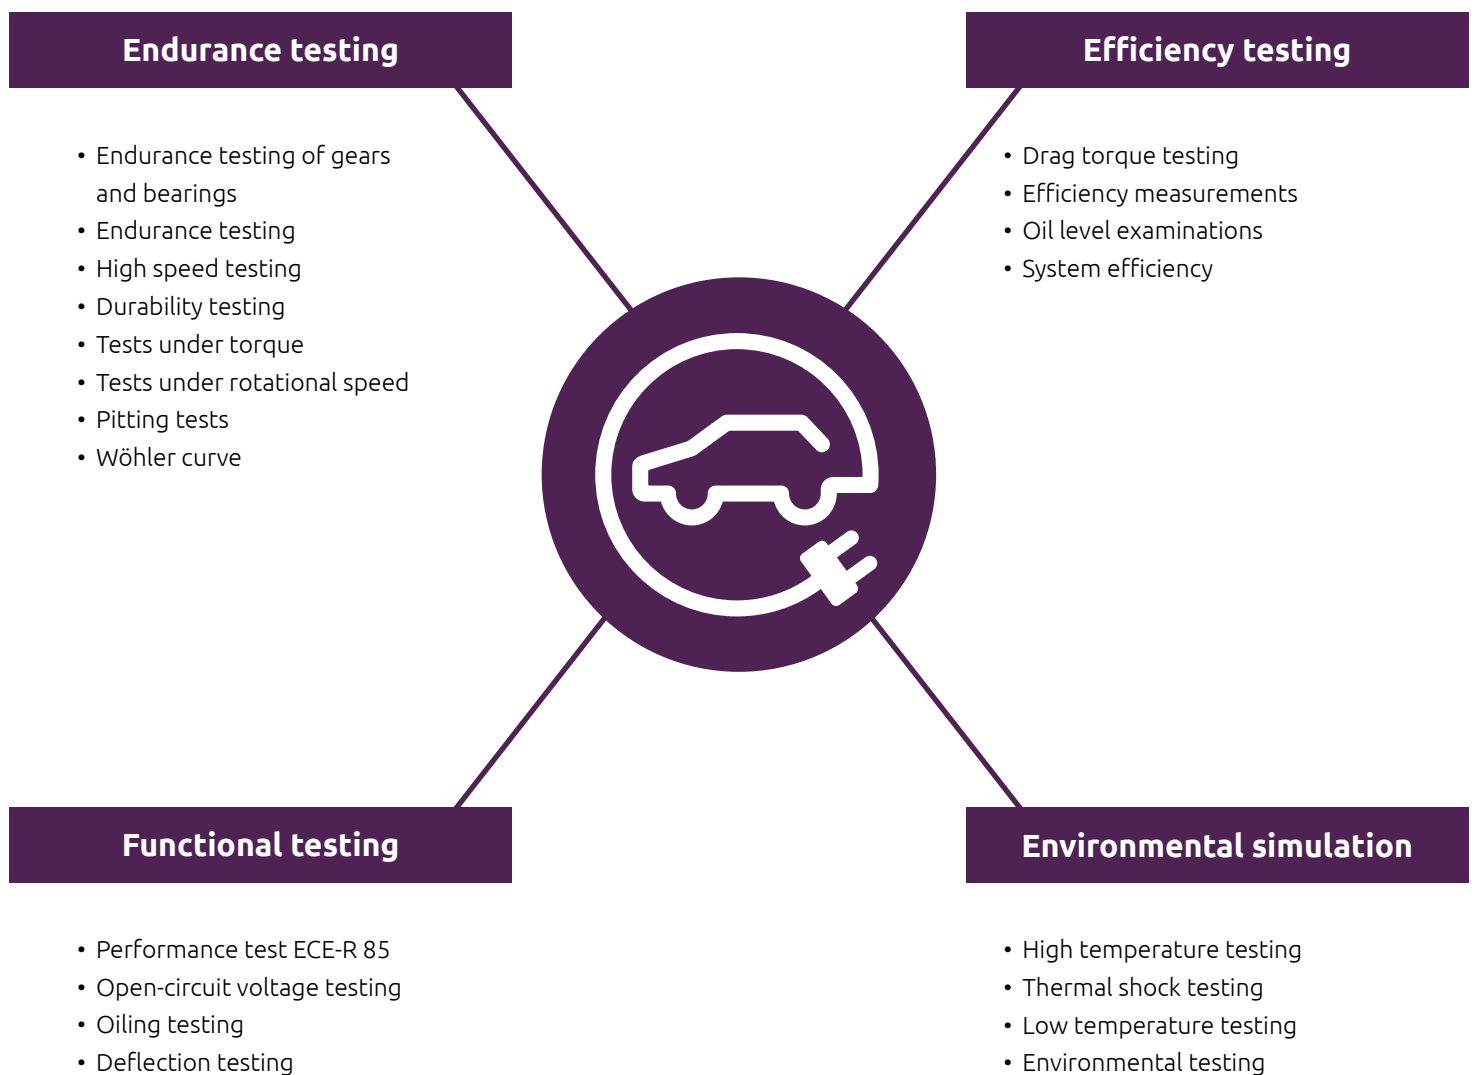 Endurance testing
• Endurance testing of gears
and bearings
• Endurance testing
• High speed testing
• Durability testing
• Tests under torque
• Tests under rotational speed
• Pitting tests
• Wöhler curve
Efficiency testing
• Drag torque testing
• Efficiency measurements
• Oil level examinations
• System efficiency
Functional testing
• Performance test ECE-R 85
• Open-circuit voltage testing
• Oiling testing
• Deflection testing
Environmental simulation
• High temperature testing
• Thermal shock testing
• Low temperature testing
• Environmental testing